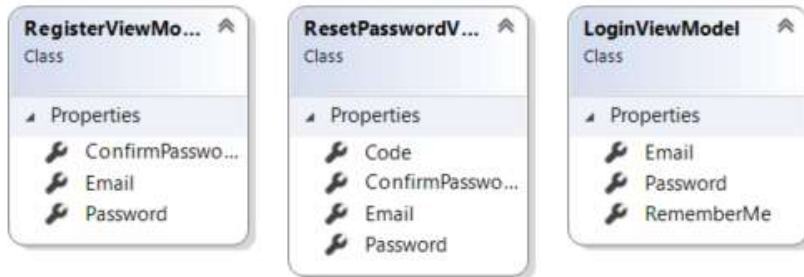 RegisterViewMo...
Class
Properties
ConfirmPasswo...
Email
Password
ResetPasswordV...
Class
Properties
Code
ConfirmPasswo...
Email
Password
LoginViewModel
Class
Properties
Email
Password
RememberMe